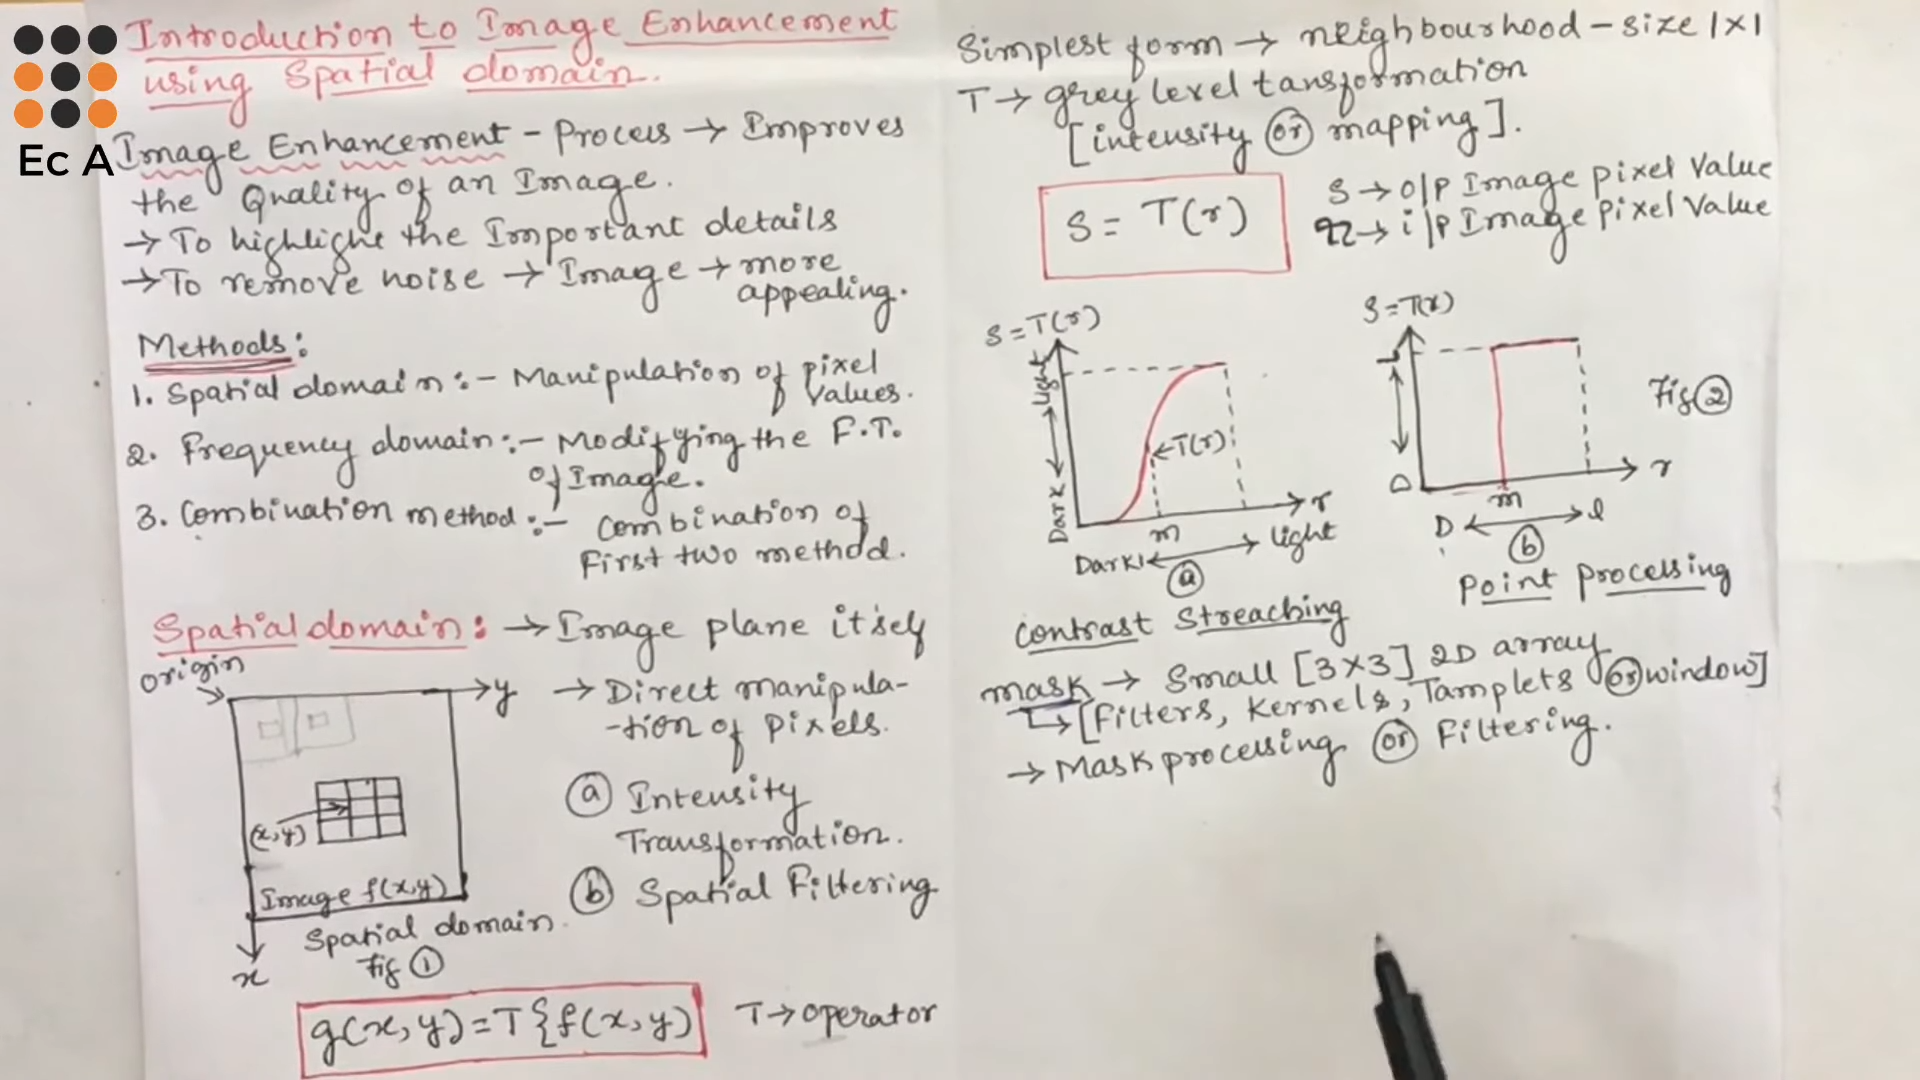 Ec A
Introduction to Image Enhancement
using Spatial domain.
Image Enhancement - Process → Improves
the Quality of an Image.
→ To highlight the Important details
→ To remove noise → Image → more
appealing.
Methods:
1. Spatial domain :- Manipulation of pixel
values.
2. Frequency domain :- Modifying the F.T.
of Image.
3. Combination method :- Combination of
First two method.
Spatial domain: → Image plane itself
origin
→ y
→ Direct manipula-
-tion of pixels.
(x,y)
ⓐ Intensity
Transformation.
ⓑ Spatial Filtering
Image f(x,y)
Spatial domain.
x
Fig ①
g(x,y) = T{f(x,y)
T → operator
Simplest form → neighbourhood - size 1x1
T → grey level tansformation
[intensity or mapping].
S = T(r)
S → o/p Image pixel Value
r → i/p Image pixel Value
S = T(r)
Dark ↔ Light
← T(r)
m
r
Dark ↔ Light
ⓐ
contrast Streaching
S = T(r)
L
D
m
r
D ↔ l
ⓑ
Fig ②
Point Processing
mask → Small [3x3] 2D array
↳ [Filters, Kernels, Tamplets or window]
→ Mask processing or Filtering.